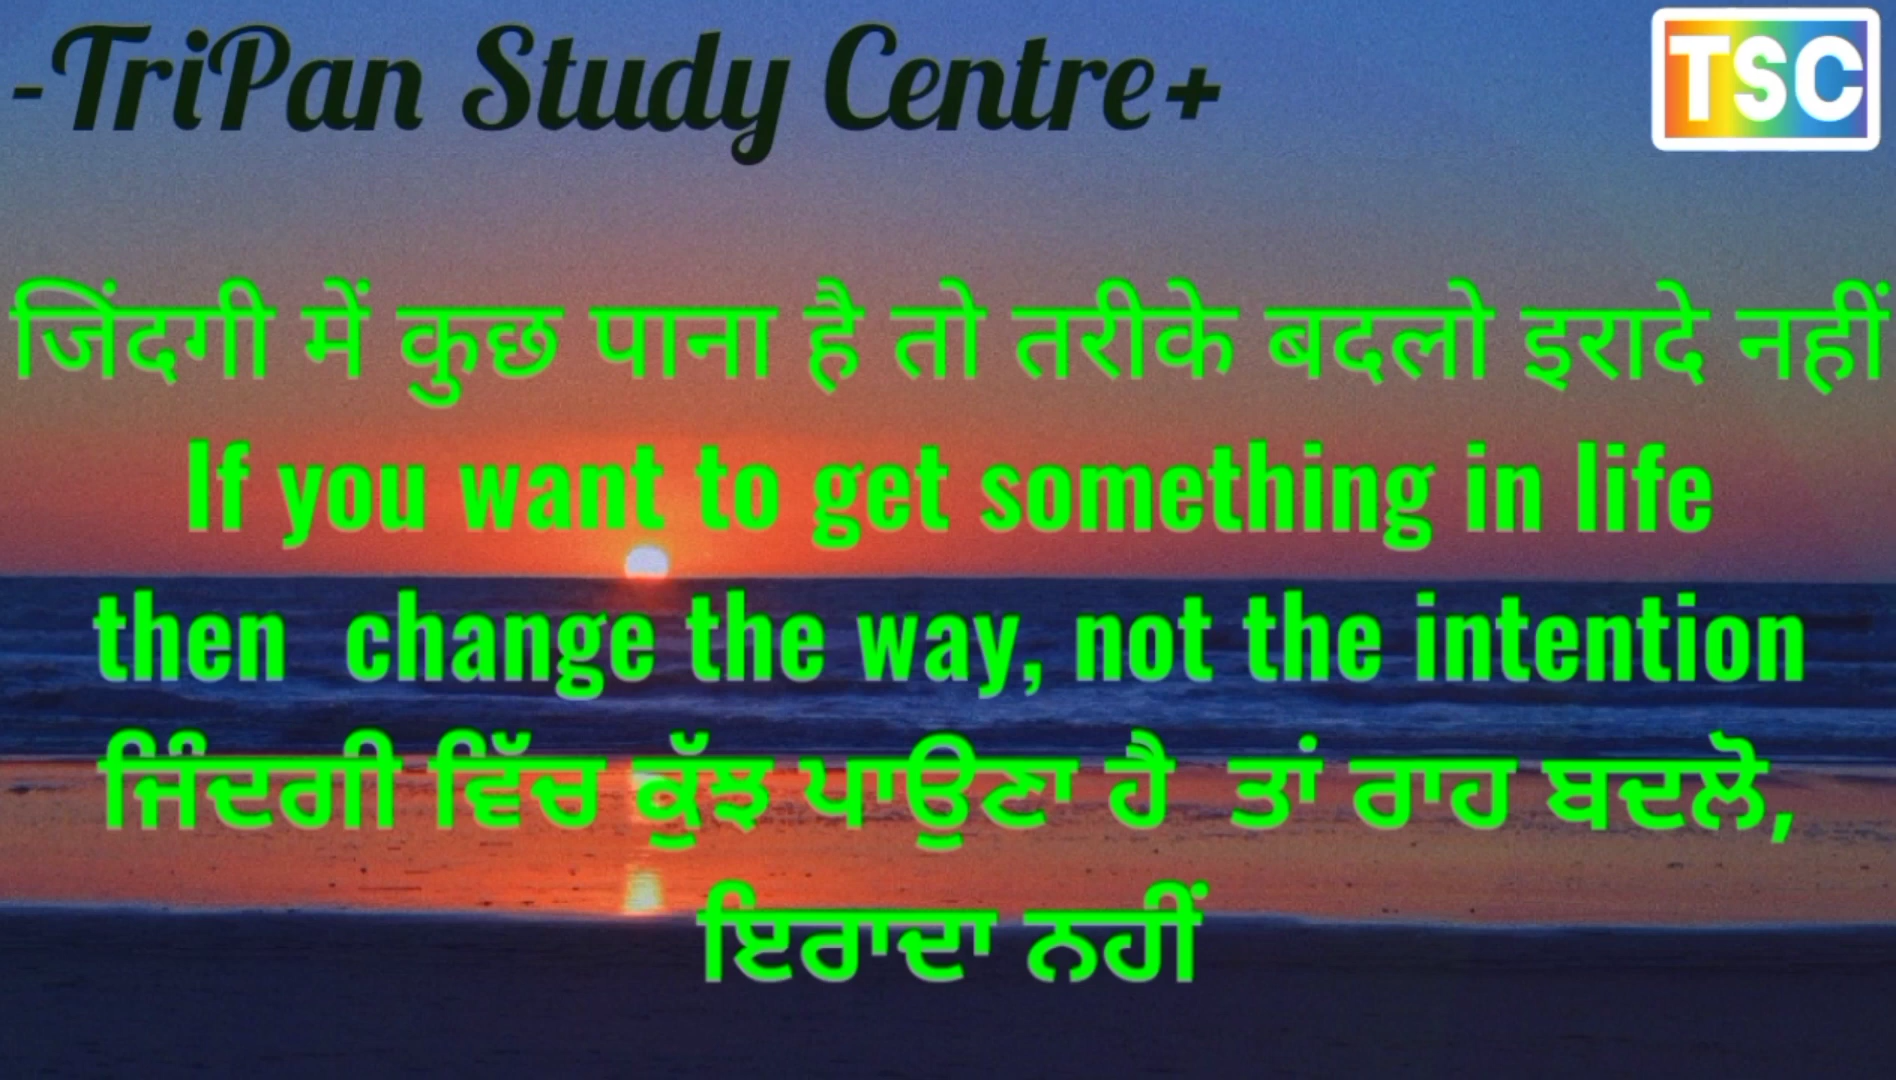 -TriPan Study Centre+
TSC
जिंदगी में कुछ पाना है तो तरीके बदलो इरादे नहीं
If you want to get something in life
then  change the way, not the intention
ਜਿੰਦਗੀ ਵਿੱਚ ਕੁੱਝ ਪਾਉਣਾ ਹੈ  ਤਾਂ ਰਾਹ ਬਦਲੋ,
ਇਰਾਦਾ ਨਹੀਂ